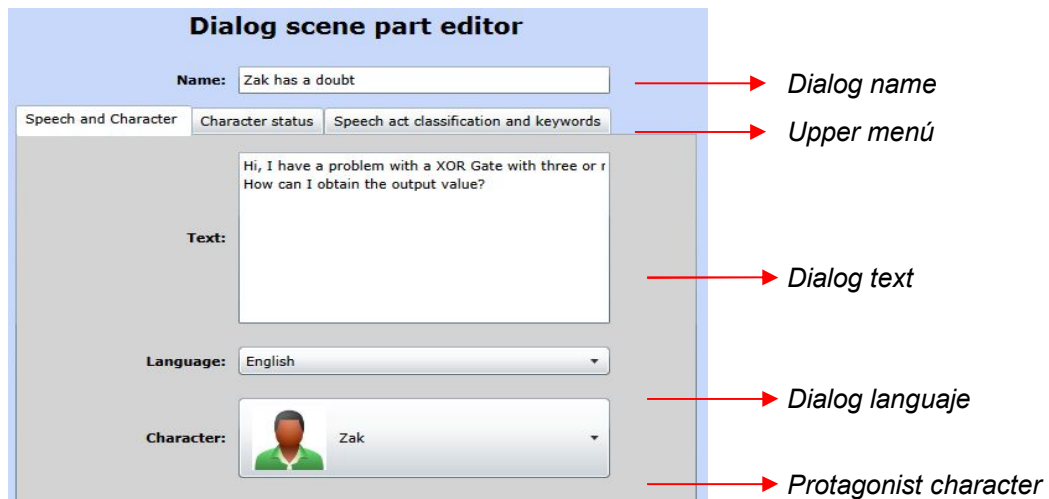 Dialog scene part editor
Name: Zak has a doubt
Dialog name
Speech and Character Character status Speech act classification and keywords
Upper menú
Hi, I have a problem with a XOR Gate with three or
How can I obtain the output value?
Text:
Dialog text
Language: English
Dialog languaje
Character: Zak
Protagonist character